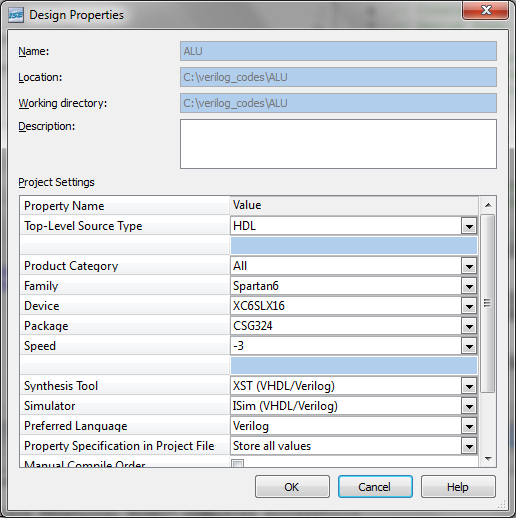 ISE Design Properties
Name: ALU
Location: C:\verilog_codes\ALU
Working directory: C:\verilog_codes\ALU
Description:
Project Settings
Property Name Value
Top-Level Source Type HDL
Product Category All
Family Spartan6
Device XC6SLX16
Package CSG324
Speed -3
Synthesis Tool XST (VHDL/Verilog)
Simulator ISim (VHDL/Verilog)
Preferred Language Verilog
Property Specification in Project File Store all values
Manual Compile Order
OK Cancel Help